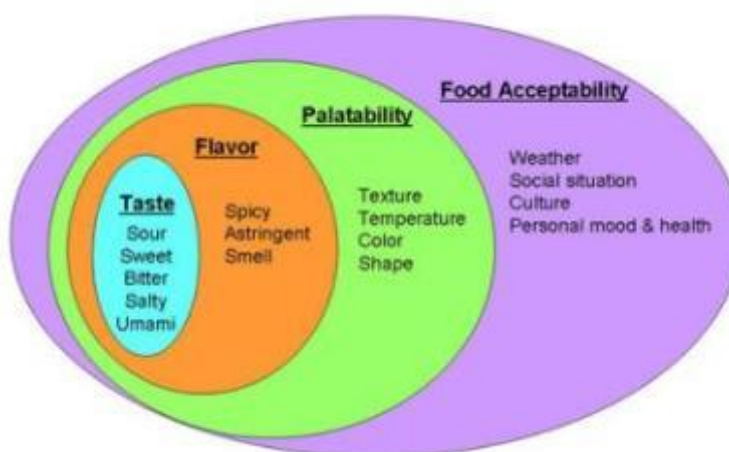 Food Acceptability
Weather
Social situation
Culture
Personal mood & health
Palatability
Texture
Temperature
Color
Shape
Flavor
Spicy
Astringent
Smell
Taste
Sour
Sweet
Bitter
Salty
Umami